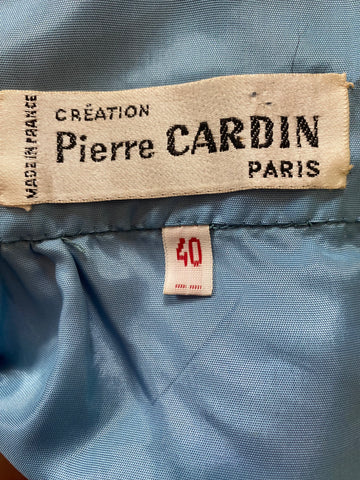 MADE IN FRANCE
CRÉATION
Pierre CARDIN
PARIS
40